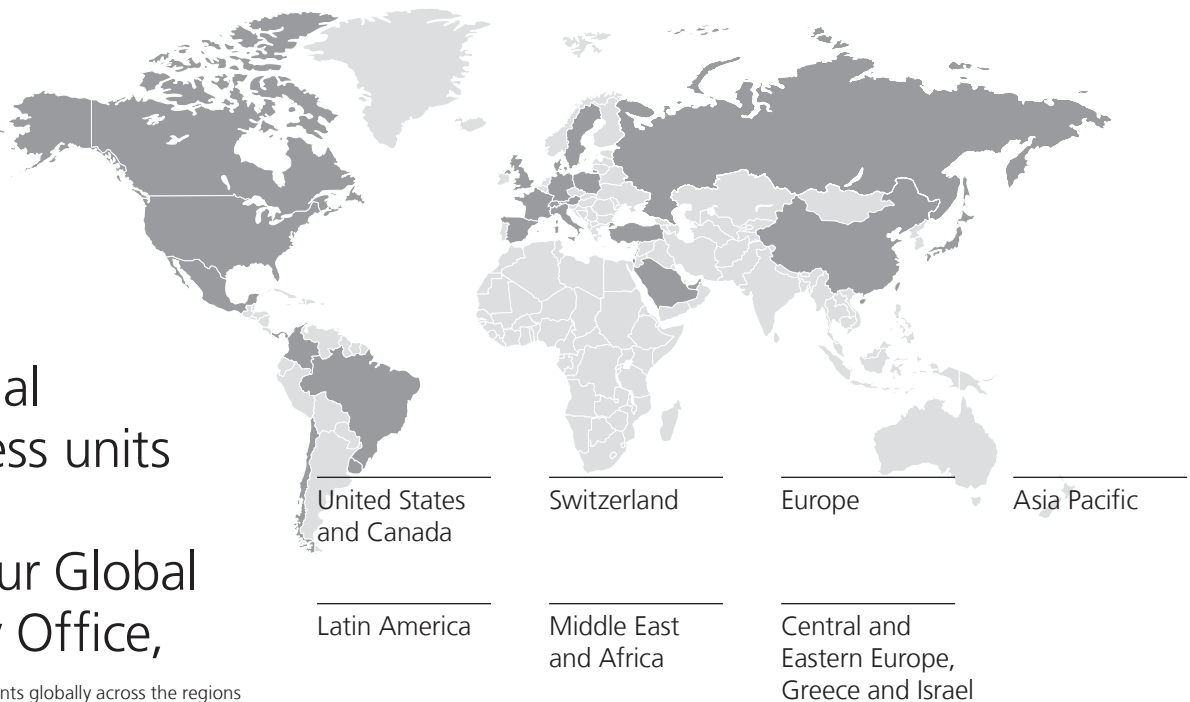 al
ess units
ur Global
Office,
nts globally across the regions
United States
and Canada
Switzerland
Europe
Asia Pacific
Latin America
Middle East
and Africa
Central and
Eastern Europe,
Greece and Israel